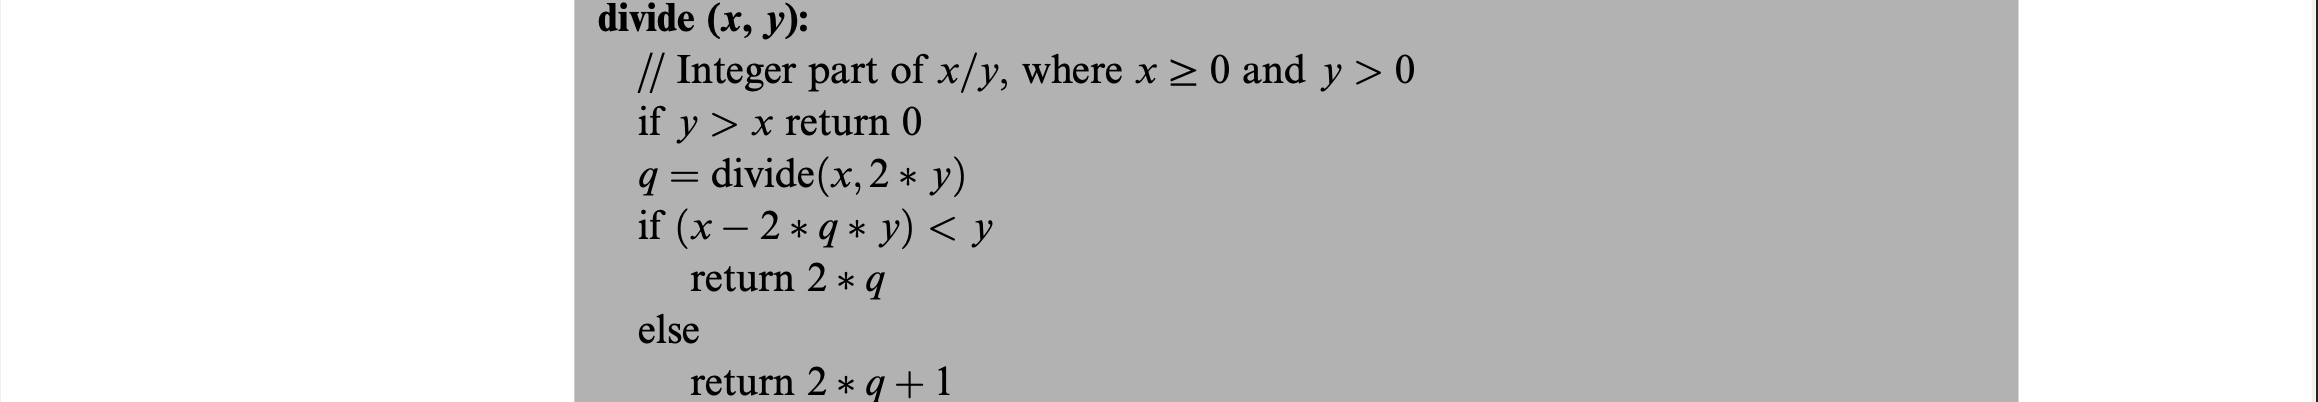 divide (x, y):
// Integer part of x/y, where x ≥ 0 and y > 0
if y > x return 0
q = divide(x, 2 ∗ y)
if (x − 2 ∗ q ∗ y) < y
return 2 ∗ q
else
return 2 ∗ q + 1